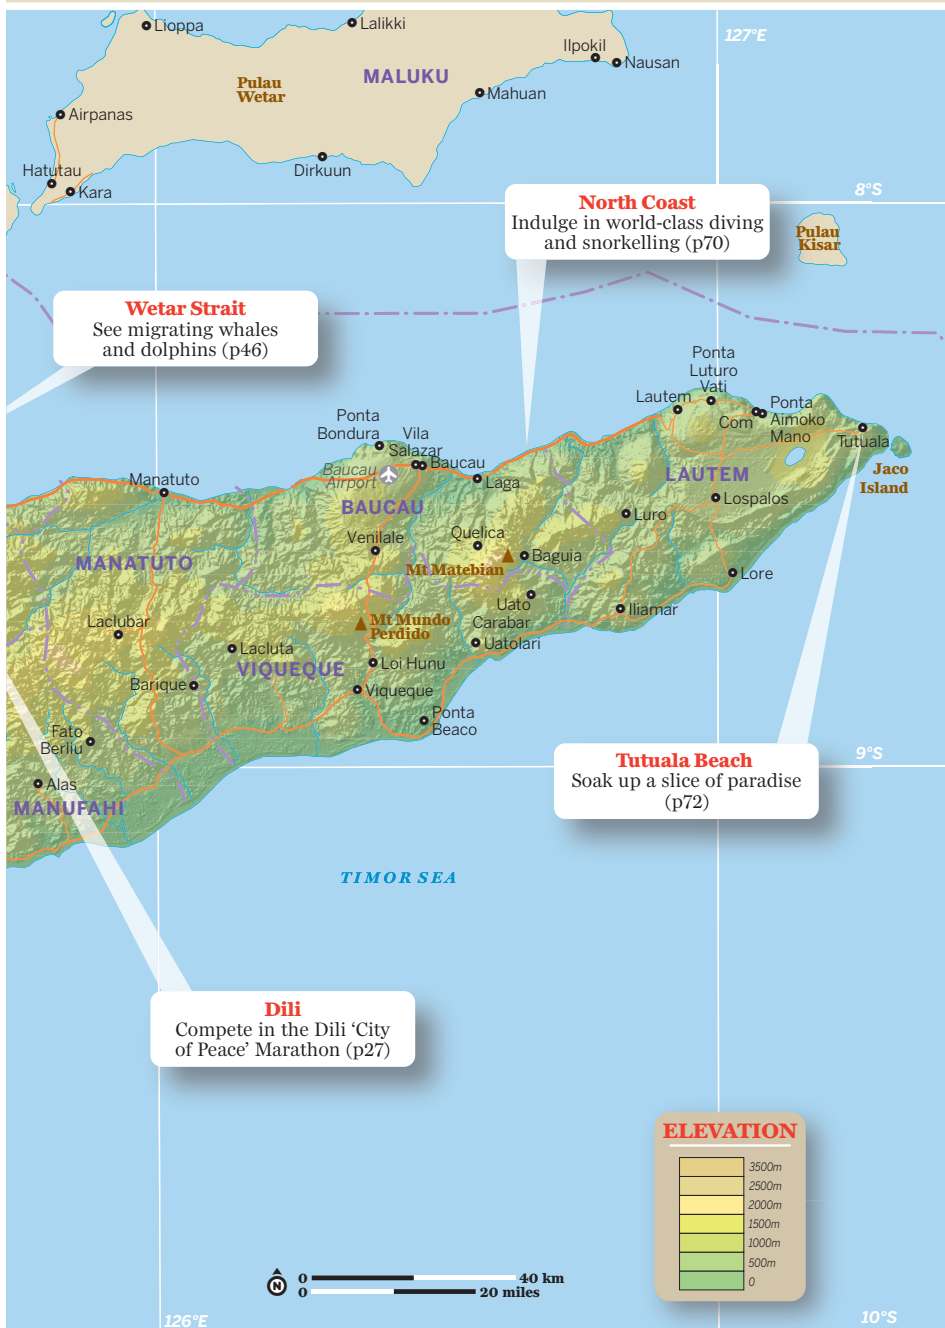 Lioppa
Lalikki
127°E
Ilpokil
Nausan
Pulau
Wetar
MALUKU
Mahuan
Airpanas
Dirkuun
Hatutau
Kara
8°S
North Coast
Indulge in world-class diving
and snorkelling (p70)
Pulau
Kisar
Wetar Strait
See migrating whales
and dolphins (p46)
Ponta
Luturo
Vati
Lautem
Com
Ponta
Aimoko
Mano
Tutuala
Jaco
Island
Ponta
Bondura
Vila
Salazar
Baucau
Baucau
Airport
Laga
LAUTEM
Manatuto
BAUCAU
Lospalos
Luro
Quelica
Venilale
Baguia
Mt Matebian
MANATUTO
Lore
Uato
Carabar
Iliamar
Mt Mundo
Perdido
Laclubar
Lacluta
Uatolari
VIQUEQUE
Loi Hunu
Barique
Viqueque
Ponta
Beaco
Fato
Berliu
Alas
MANUFAHI
9°S
Tutuala Beach
Soak up a slice of paradise
(p72)
TIMOR SEA
Dili
Compete in the Dili ‘City
of Peace’ Marathon (p27)
ELEVATION
3500m
2500m
2000m
1500m
1000m
500m
0
N
0 40 km
0 20 miles
126°E
10°S